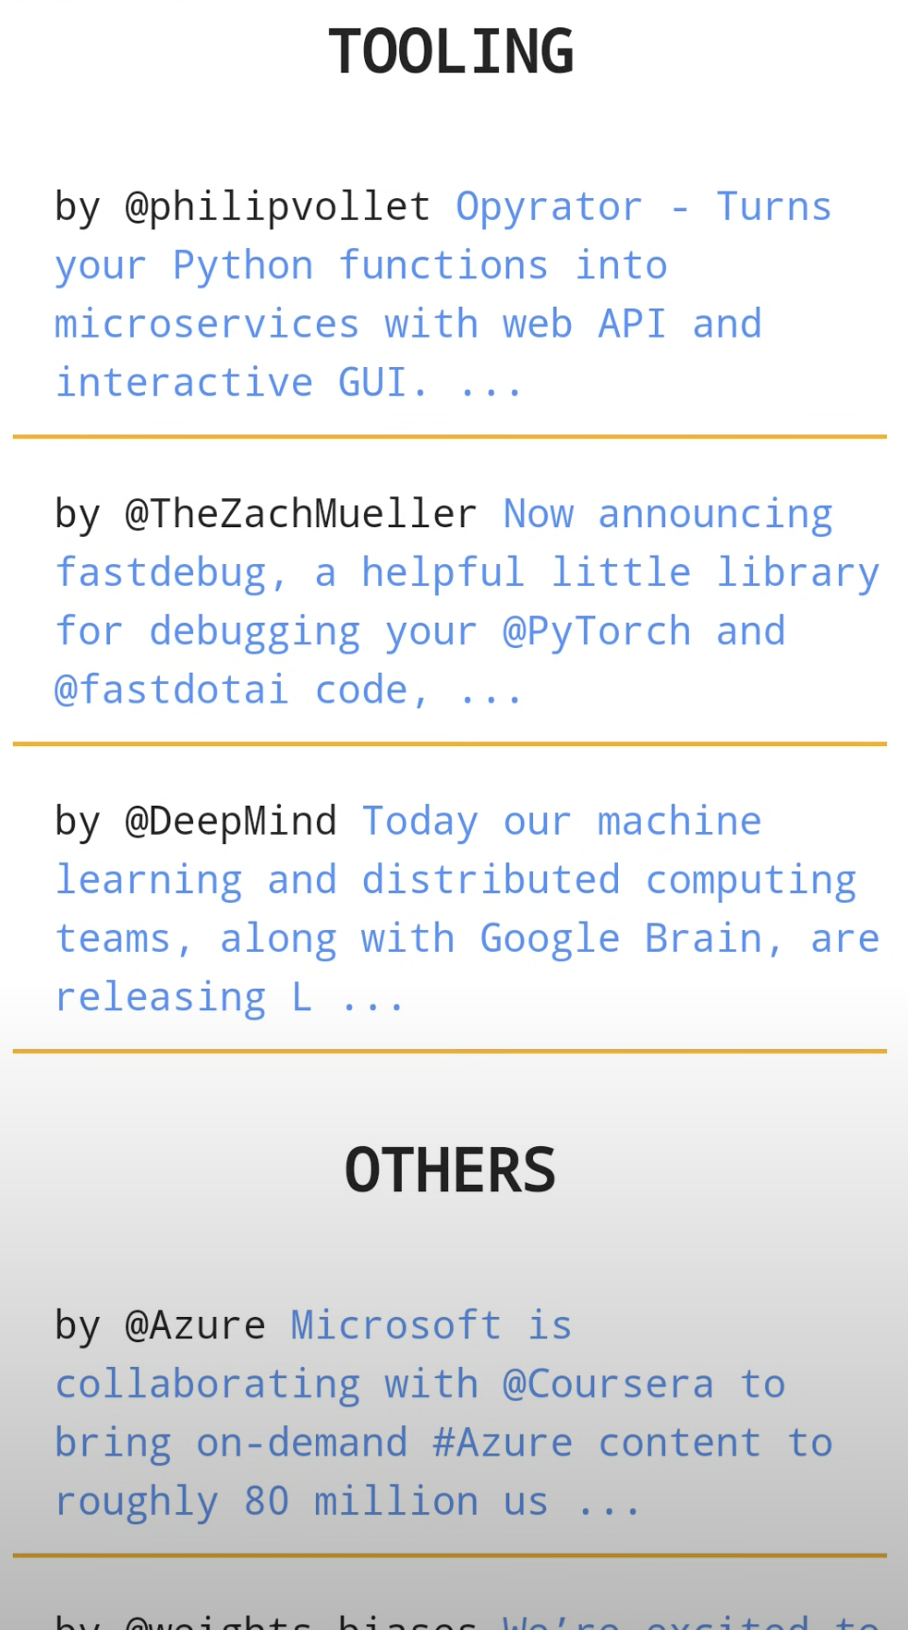 TOOLING
by @philipvollet Opyrator - Turns
your Python functions into
microservices with web API and
interactive GUI. ...
by @TheZachMueller Now announcing
fastdebug, a helpful little library
for debugging your @PyTorch and
@fastdotai code, ...
by @DeepMind Today our machine
learning and distributed computing
teams, along with Google Brain, are
releasing L ...
OTHERS
by @Azure Microsoft is
collaborating with @Coursera to
bring on-demand #Azure content to
roughly 80 million us ...
by @weights_biases We’re excited to